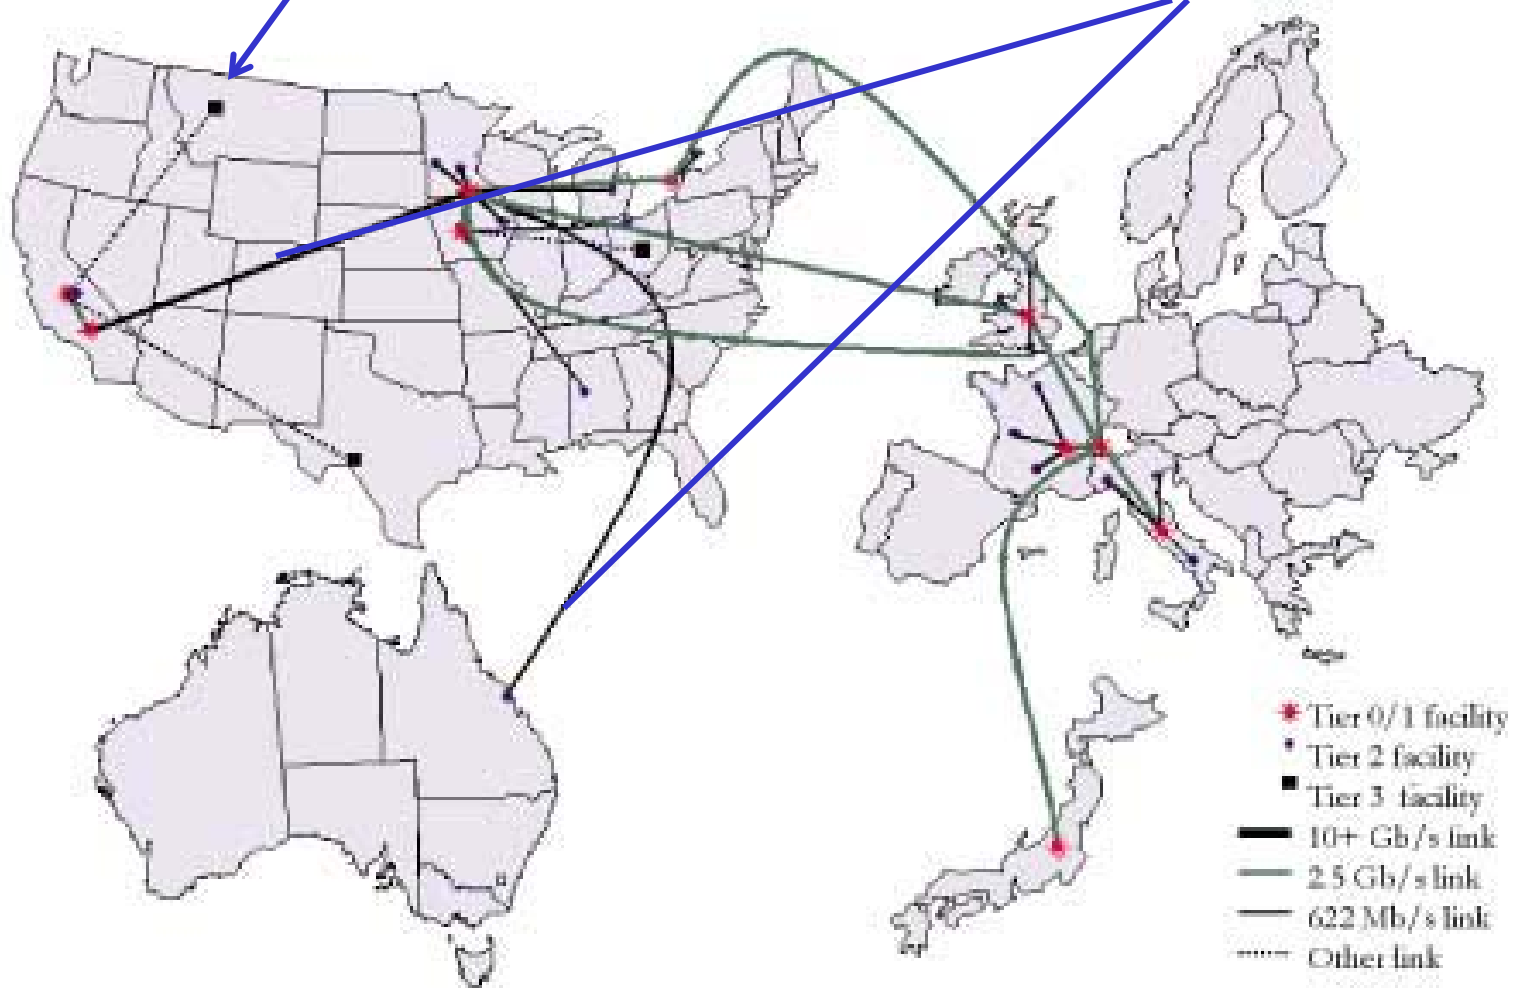 Tier 0/1 facility
Tier 2 facility
Tier 3 facility
10+ Gb/s link
2.5 Gb/s link
622 Mb/s link
Other link